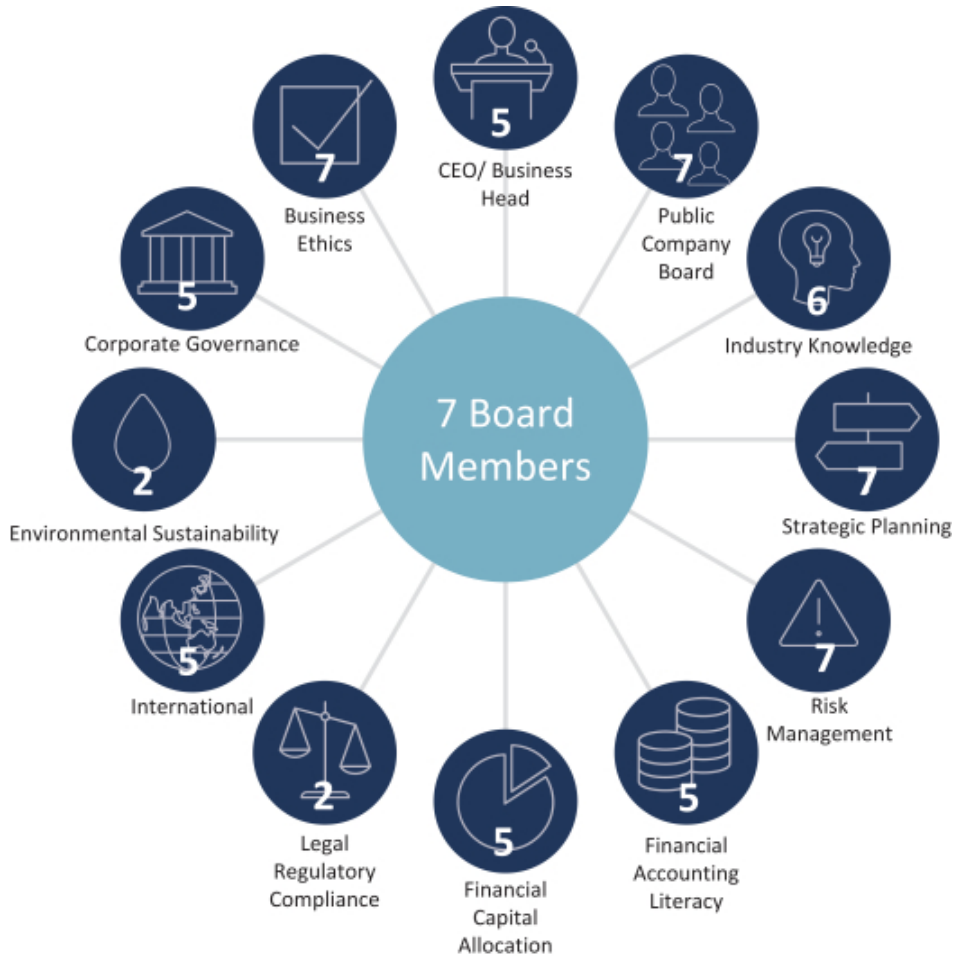 5
CEO/ Business
Head
7
Public
Company
Board
6
Industry Knowledge
7
Strategic Planning
7
Risk
Management
5
Financial
Accounting
Literacy
5
Financial
Capital
Allocation
2
Legal
Regulatory
Compliance
5
International
2
Environmental Sustainability
5
Corporate Governance
7
Business
Ethics
7 Board
Members